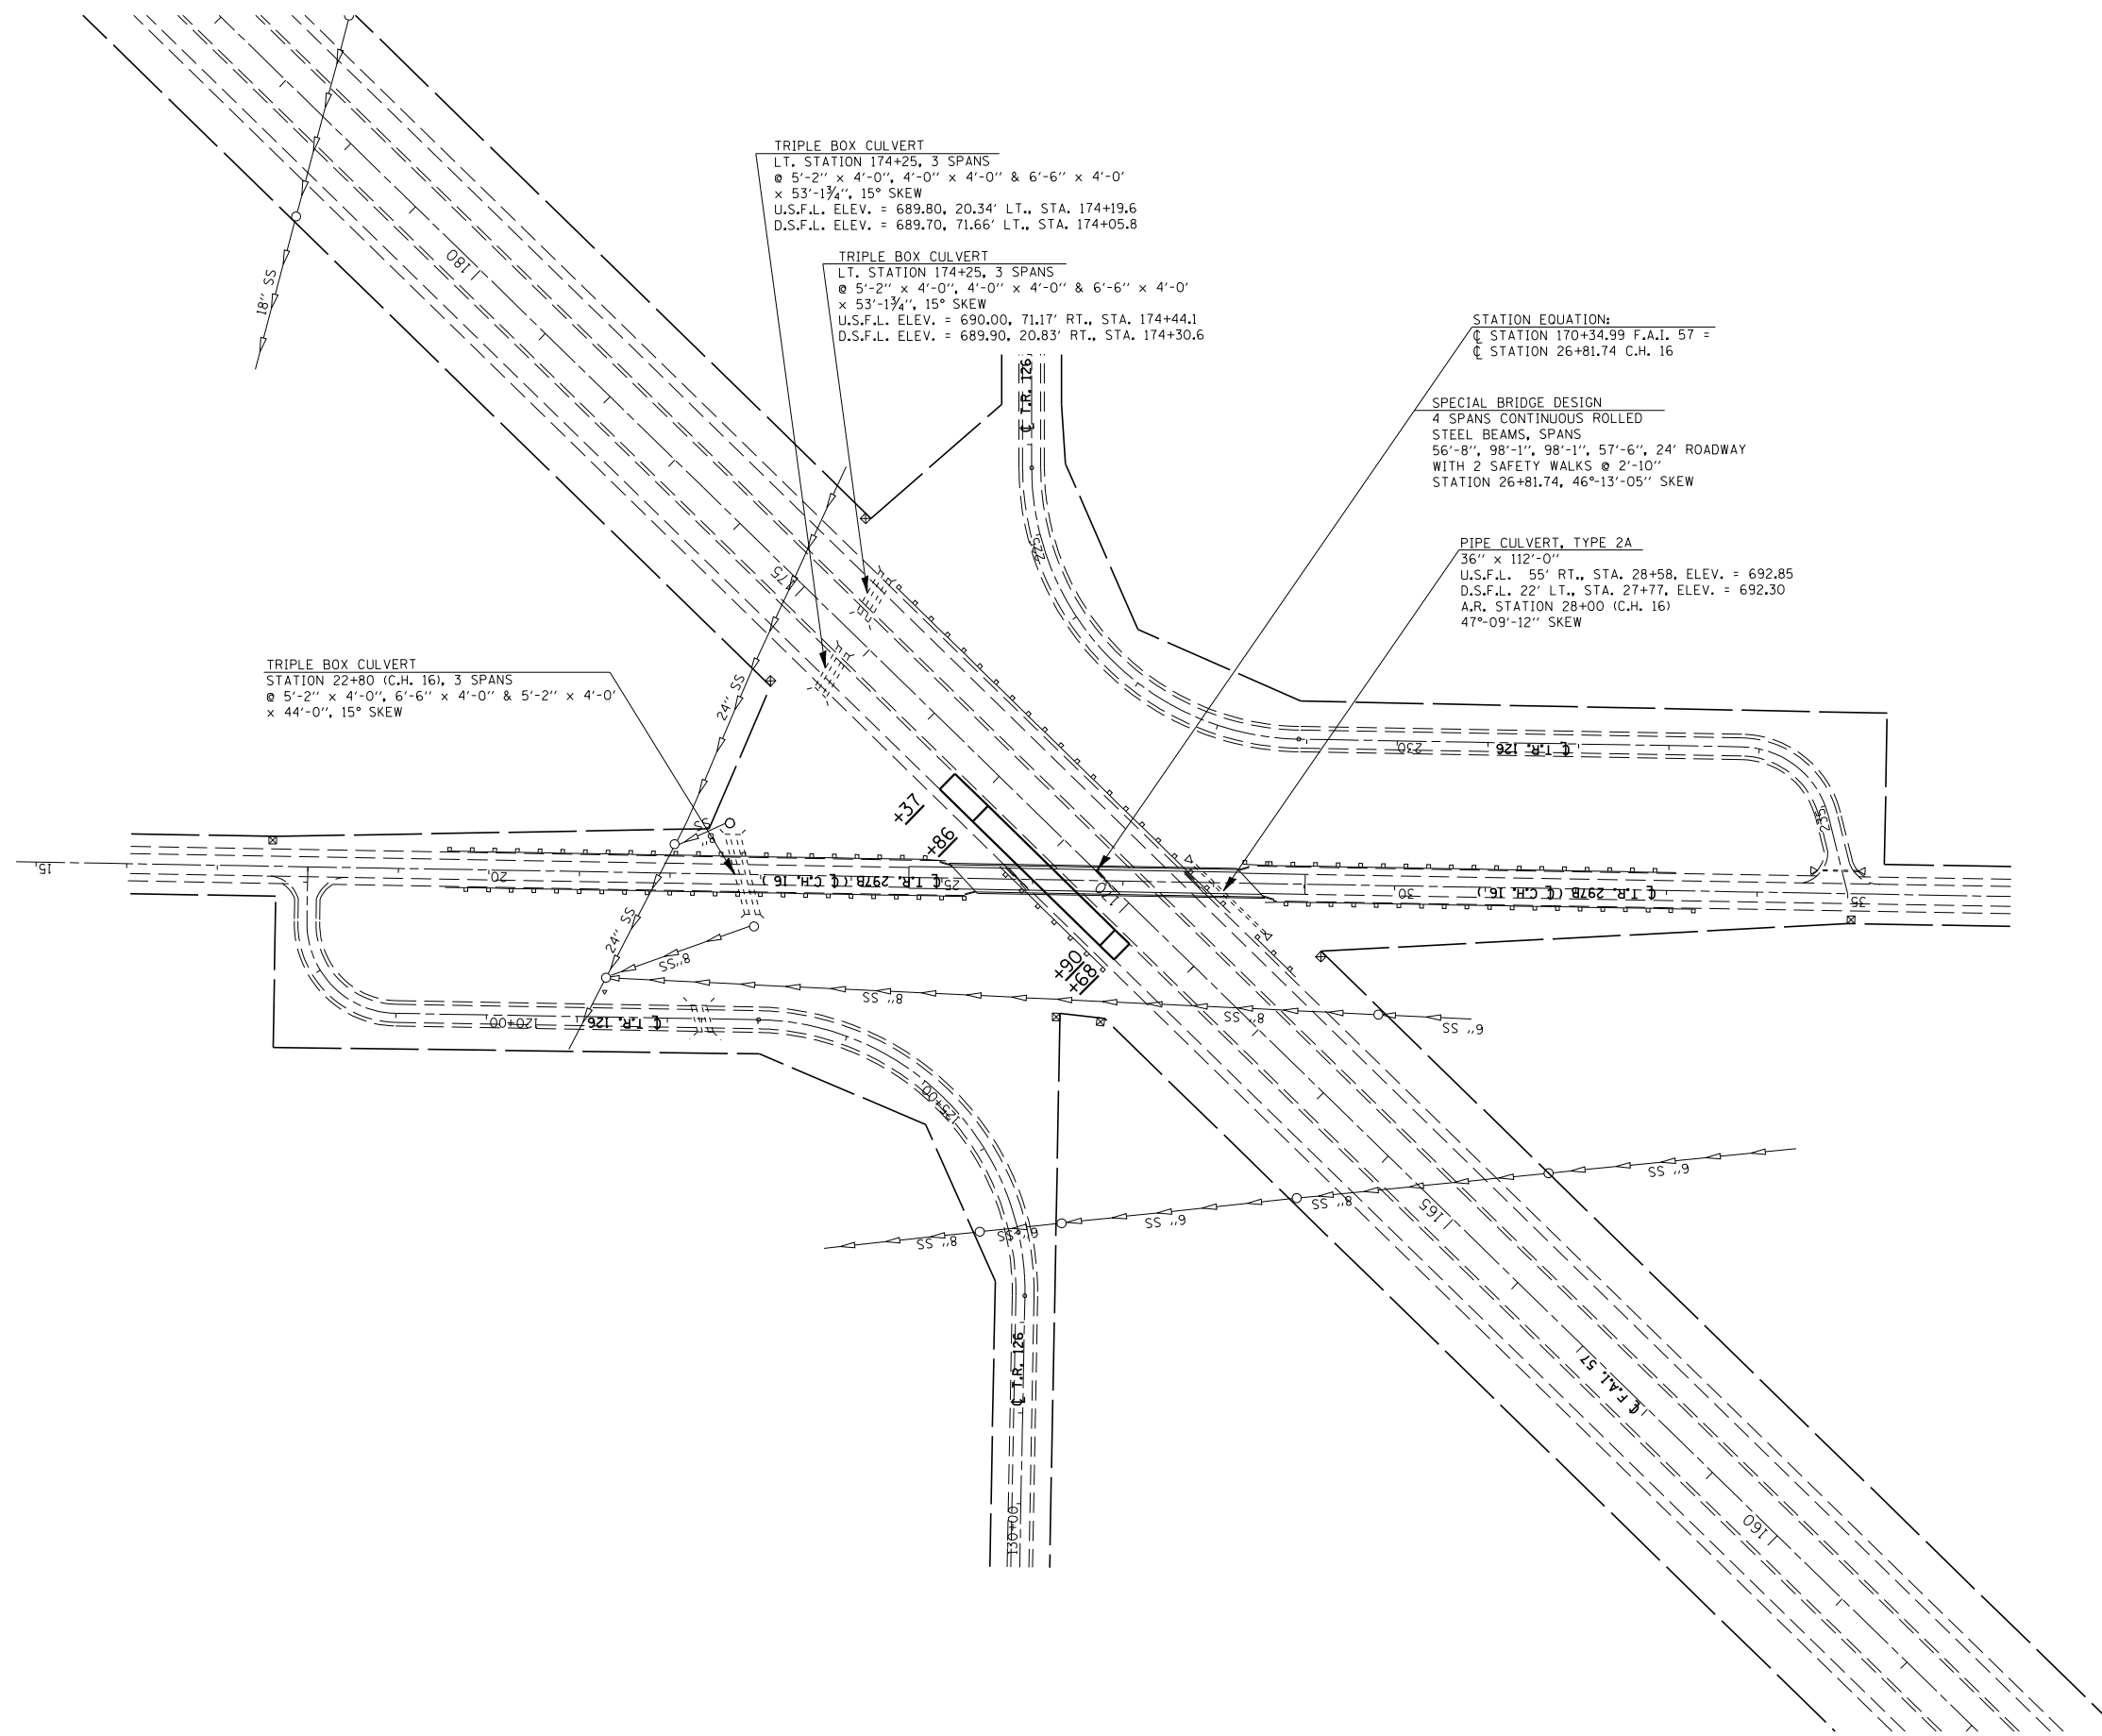 TRIPLE BOX CULVERT
LT. STATION 174+25, 3 SPANS
@ 5'-2" x 4'-0", 4'-0" x 4'-0" & 6'-6" x 4'-0'
x 53'-1¾", 15° SKEW
U.S.F.L. ELEV. = 689.80, 20.34' LT., STA. 174+19.6
D.S.F.L. ELEV. = 689.70, 71.66' LT., STA. 174+05.8
TRIPLE BOX CULVERT
LT. STATION 174+25, 3 SPANS
@ 5'-2" x 4'-0", 4'-0" x 4'-0" & 6'-6" x 4'-0'
x 53'-1¾", 15° SKEW
U.S.F.L. ELEV. = 690.00, 71.17' RT., STA. 174+44.1
D.S.F.L. ELEV. = 689.90, 20.83' RT., STA. 174+30.6
STATION EQUATION:
℄ STATION 170+34.99 F.A.I. 57 =
℄ STATION 26+81.74 C.H. 16
SPECIAL BRIDGE DESIGN
4 SPANS CONTINUOUS ROLLED
STEEL BEAMS, SPANS
56'-8", 98'-1", 98'-1", 57'-6", 24' ROADWAY
WITH 2 SAFETY WALKS @ 2'-10"
STATION 26+81.74, 46°-13'-05" SKEW
PIPE CULVERT, TYPE 2A
36" x 112'-0"
U.S.F.L. 55' RT., STA. 28+58, ELEV. = 692.85
D.S.F.L. 22' LT., STA. 27+77, ELEV. = 692.30
A.R. STATION 28+00 (C.H. 16)
47°-09'-12" SKEW
TRIPLE BOX CULVERT
STATION 22+80 (C.H. 16), 3 SPANS
@ 5'-2" x 4'-0", 6'-6" x 4'-0" & 5'-2" x 4'-0'
x 44'-0", 15° SKEW
18" SS
180
℄ T.R. 126
225
175
24" SS
230
℄ T.R. 126
235
+37
+86
8" SS
15
20
℄ T.R. 297B (℄ C.H. 16)
25
170
30
℄ T.R. 297B (℄ C.H. 16)
35
24" SS
8" SS
+90
+68
8" SS
8" SS
6" SS
120+00
℄ T.R. 126
125+00
6" SS
8" SS
6" SS
6" SS
8" SS
165
℄ T.R. 126
℄ F.A.I. 57
130+00
160